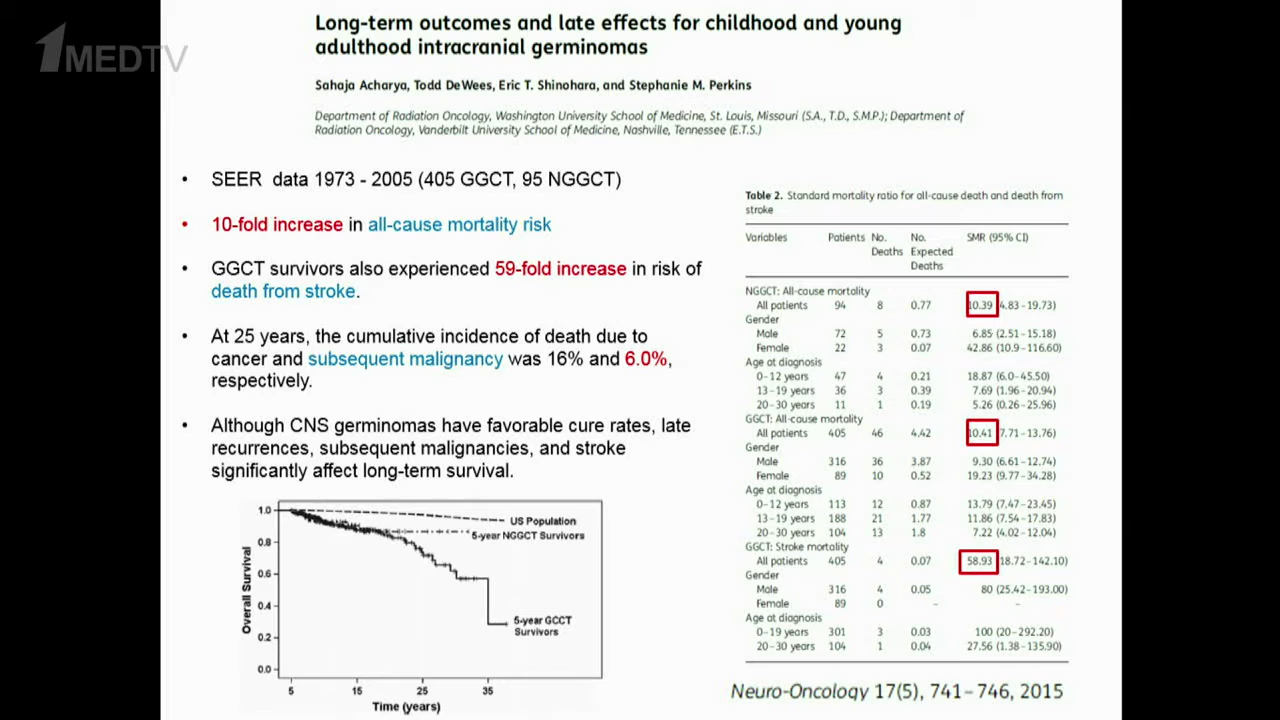 1MEDTV
Long-term outcomes and late effects for childhood and young
adulthood intracranial germinomas
Sahaja Acharya, Todd DeWees, Eric T. Shinohara, and Stephanie M. Perkins
Department of Radiation Oncology, Washington University School of Medicine, St. Louis, Missouri (S.A., T.D., S.M.P.); Department of
Radiation Oncology, Vanderbilt University School of Medicine, Nashville, Tennessee (E.T.S.)
• SEER data 1973 - 2005 (405 GGCT, 95 NGGCT)
• 10-fold increase in all-cause mortality risk
• GGCT survivors also experienced 59-fold increase in risk of
death from stroke.
• At 25 years, the cumulative incidence of death due to
cancer and subsequent malignancy was 16% and 6.0%,
respectively.
• Although CNS germinomas have favorable cure rates, late
recurrences, subsequent malignancies, and stroke
significantly affect long-term survival.
Overall Survival
1.0
0.8
0.6
0.4
0.2
0.0
US Population
5-year NGGCT Survivors
5-year GCCT
Survivors
5 15 25 35
Time (years)
Table 2. Standard mortality ratio for all-cause death and death from
stroke
Variables Patients No. No. SMR (95% CI)
Deaths Expected
Deaths
NGGCT: All-cause mortality
All patients 94 8 0.77 10.39 (4.83–19.73)
Gender
Male 72 5 0.73 6.85 (2.51–15.18)
Female 22 3 0.07 42.86 (10.9–116.60)
Age at diagnosis
0–12 years 47 4 0.21 18.87 (6.0–45.50)
13–19 years 36 3 0.39 7.69 (1.96–20.94)
20–30 years 11 1 0.19 5.26 (0.26–25.96)
GGCT: All-cause mortality
All patients 405 46 4.42 10.41 (7.71–13.76)
Gender
Male 316 36 3.87 9.30 (6.61–12.74)
Female 89 10 0.52 19.23 (9.77–34.28)
Age at diagnosis
0–12 years 113 12 0.87 13.79 (7.47–23.45)
13–19 years 188 21 1.77 11.86 (7.54–17.83)
20–30 years 104 13 1.8 7.22 (4.02–12.04)
GGCT: Stroke mortality
All patients 405 4 0.07 58.93 (18.72–142.10)
Gender
Male 316 4 0.05 80 (25.42–193.00)
Female 89 0 – –
Age at diagnosis
0–19 years 301 3 0.03 100 (20–292.20)
20–30 years 104 1 0.04 27.56 (1.38–135.90)
Neuro-Oncology 17(5), 741–746, 2015